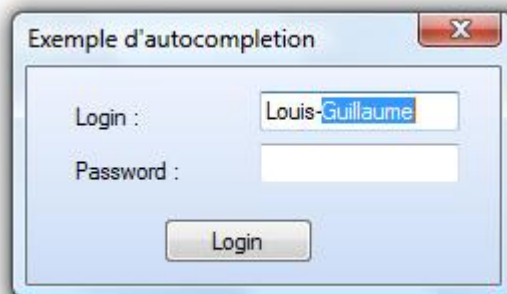 Exemple d'autocompletion
Login : Louis-Guillaume
Password :
Login